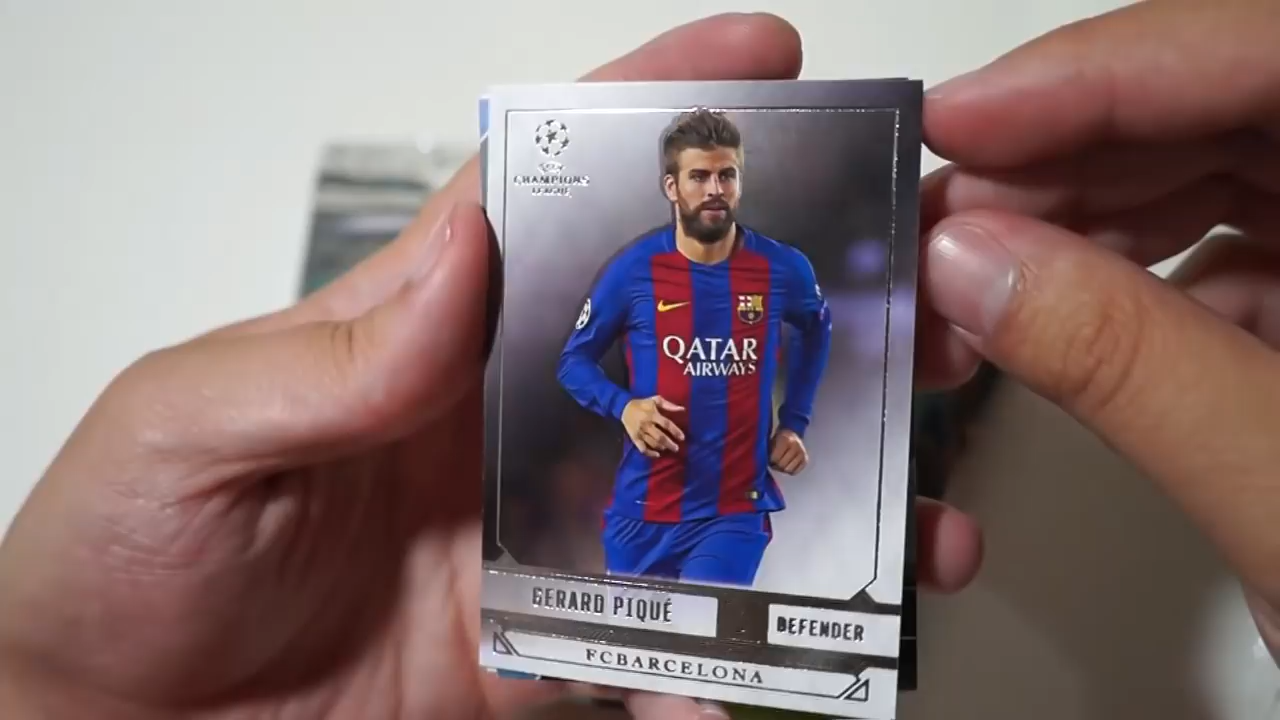 CHAMPIONS
LEAGUE
QATAR
AIRWAYS
GERARD PIQUÉ
DEFENDER
FCBARCELONA